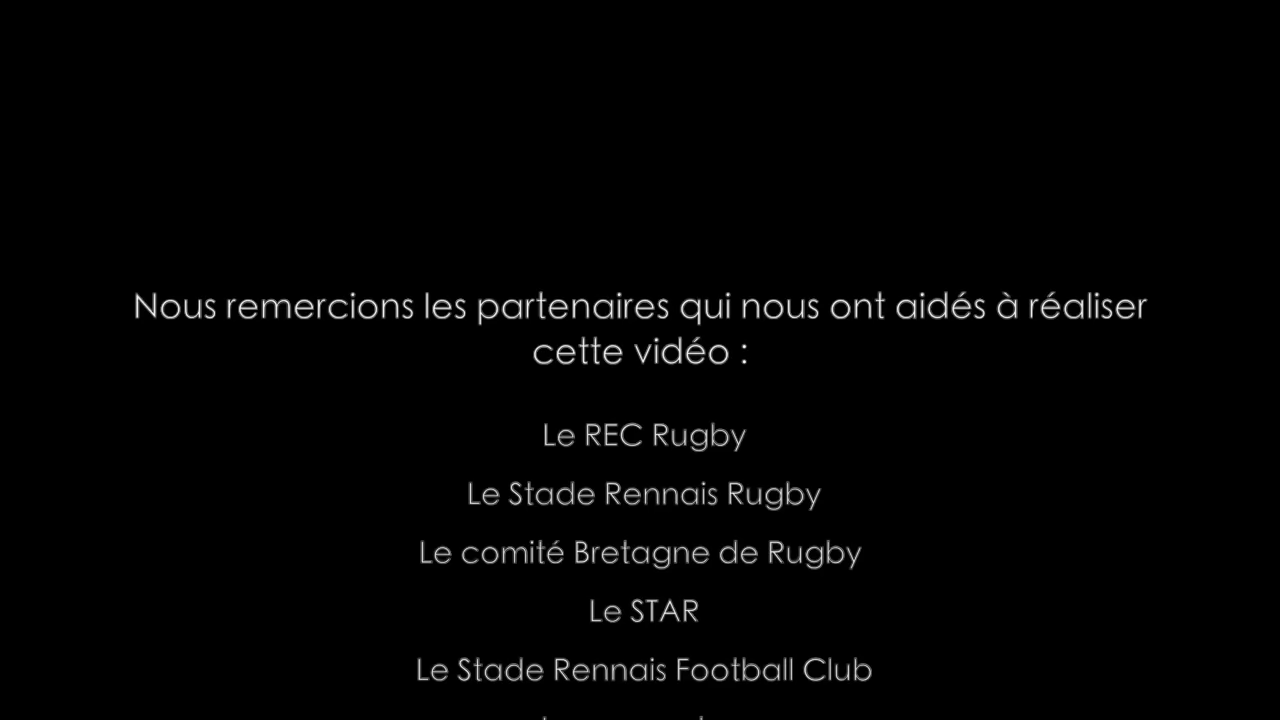 Nous remercions les partenaires qui nous ont aidés à réaliser
cette vidéo :
Le REC Rugby
Le Stade Rennais Rugby
Le comité Bretagne de Rugby
Le STAR
Le Stade Rennais Football Club